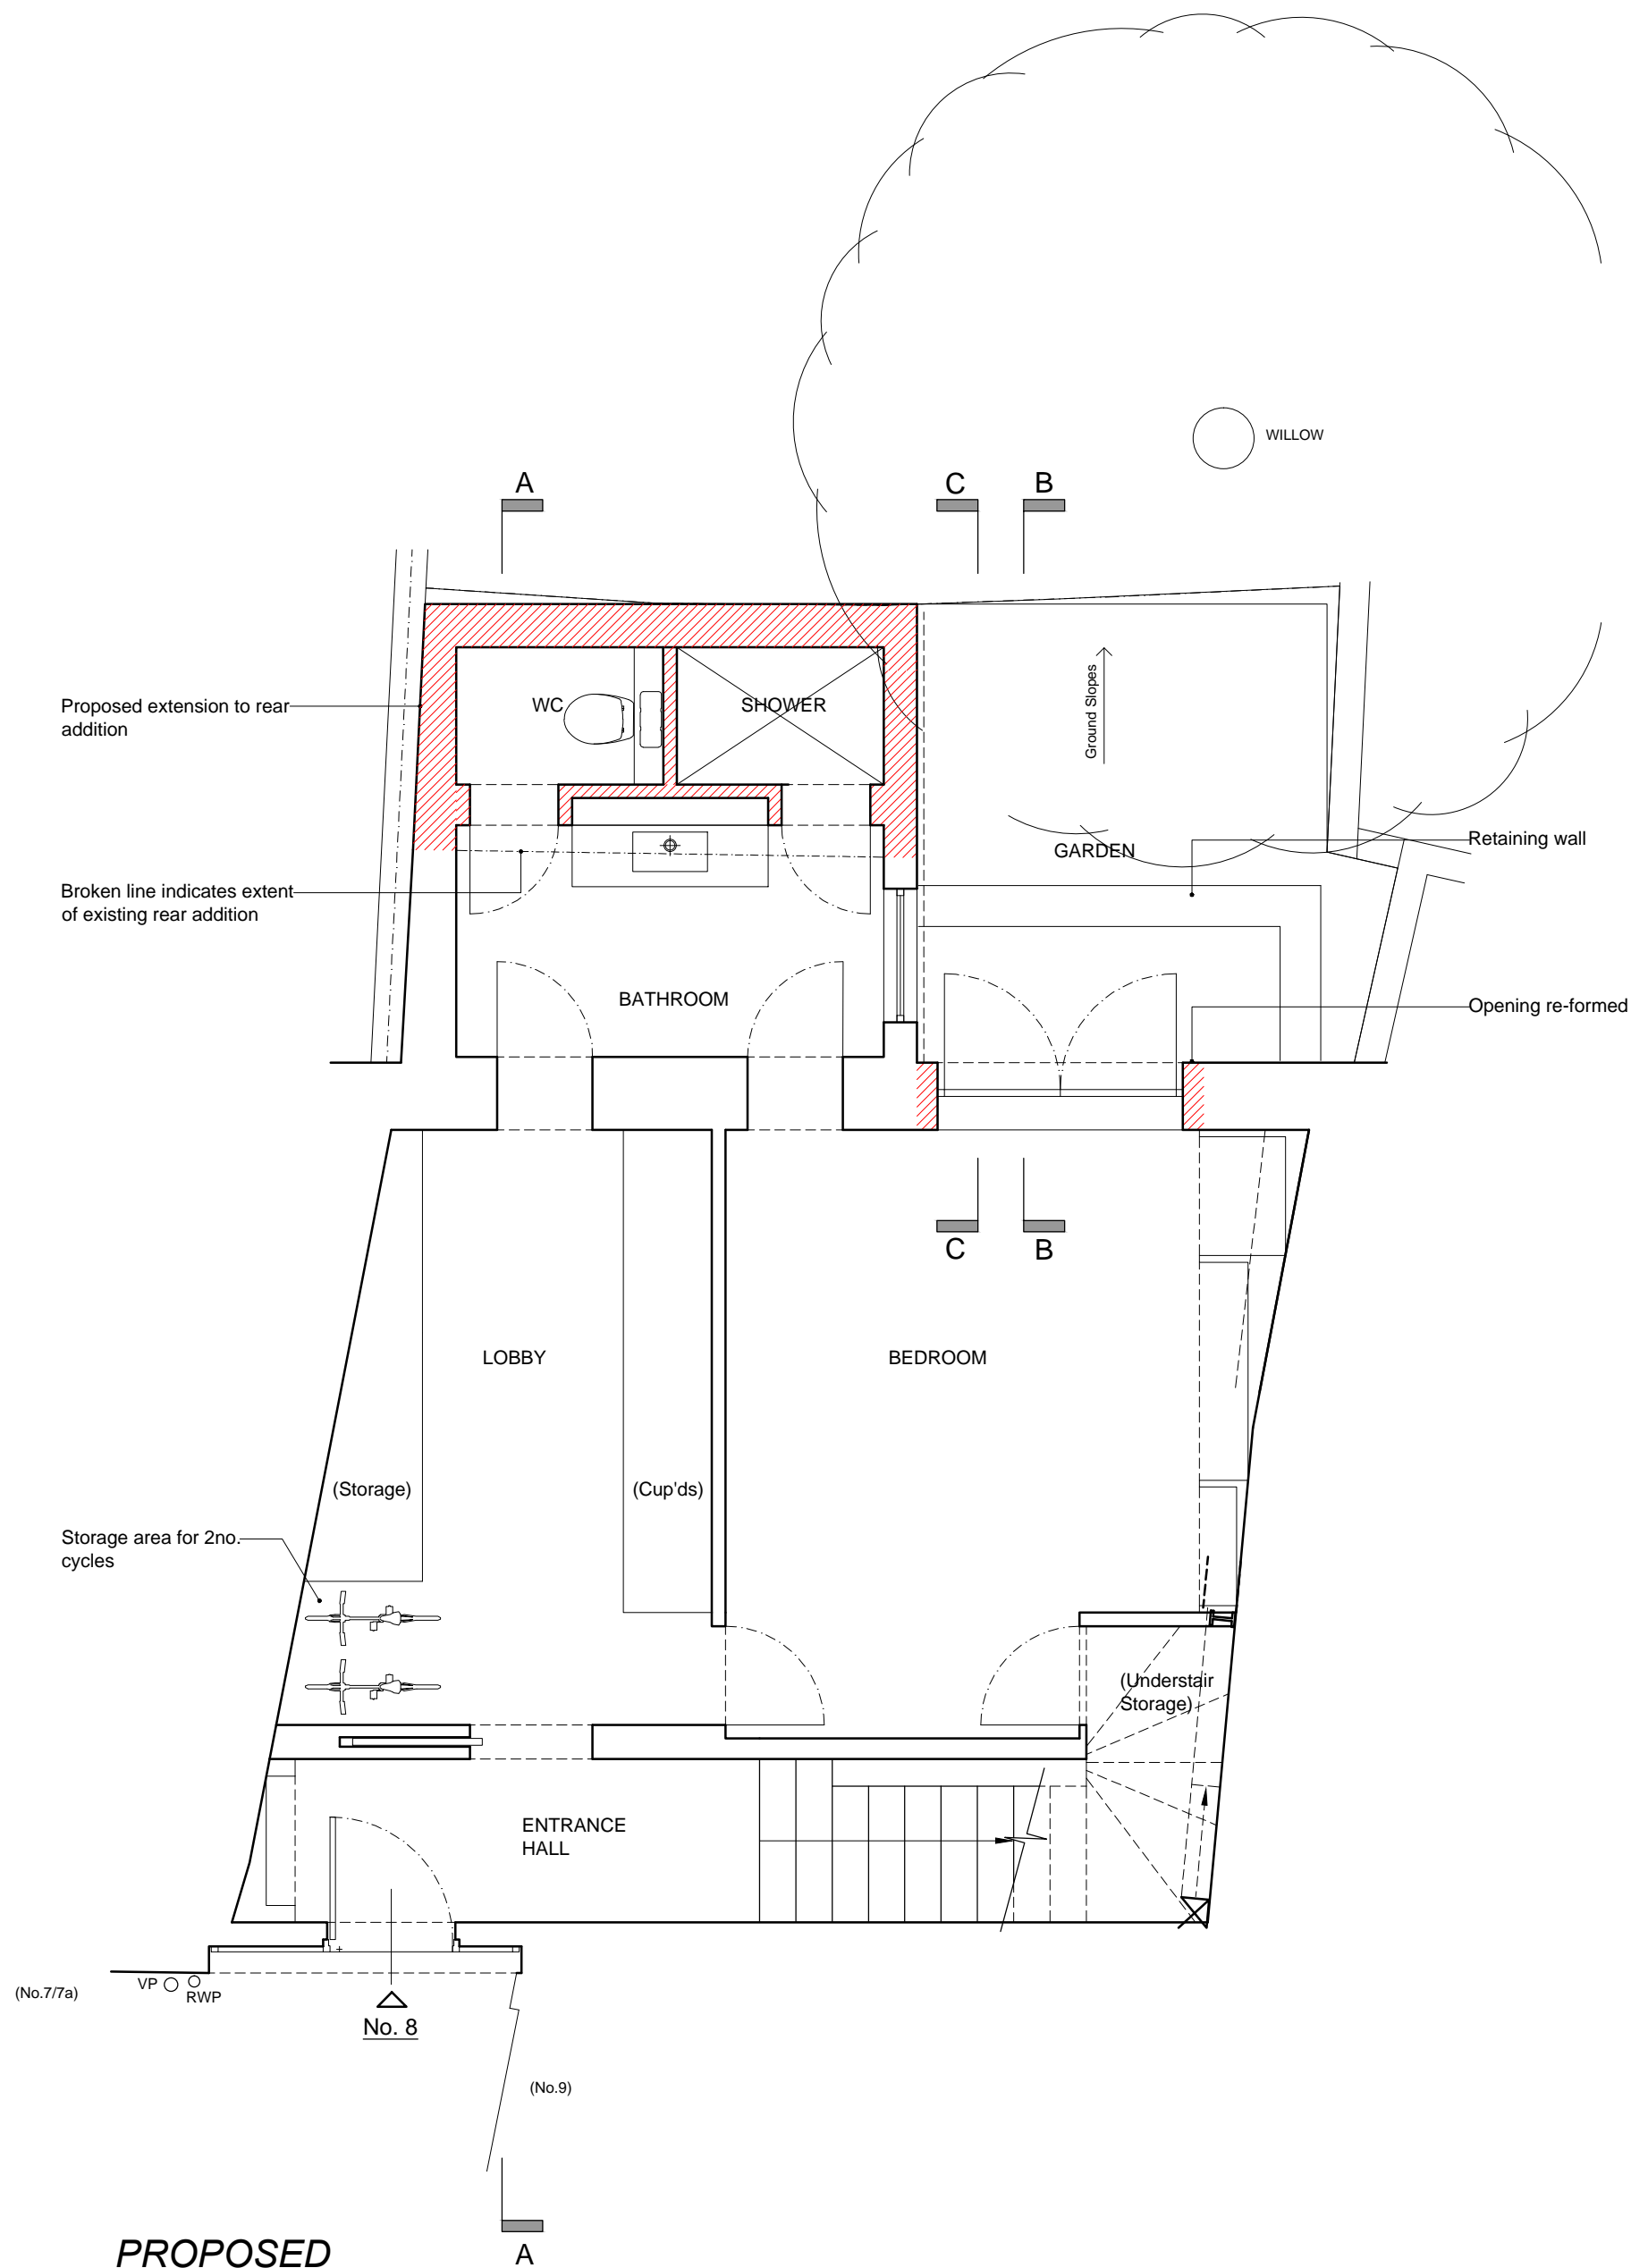 WILLOW
A
C
B
Proposed extension to rear
addition
WC
SHOWER
Ground Slopes
Broken line indicates extent
of existing rear addition
GARDEN
Retaining wall
BATHROOM
Opening re-formed
C
B
LOBBY
BEDROOM
(Storage)
(Cup'ds)
Storage area for 2no.
cycles
(Understair
Storage)
ENTRANCE
HALL
(No.7/7a)
VP
RWP
No. 8
(No.9)
A
PROPOSED